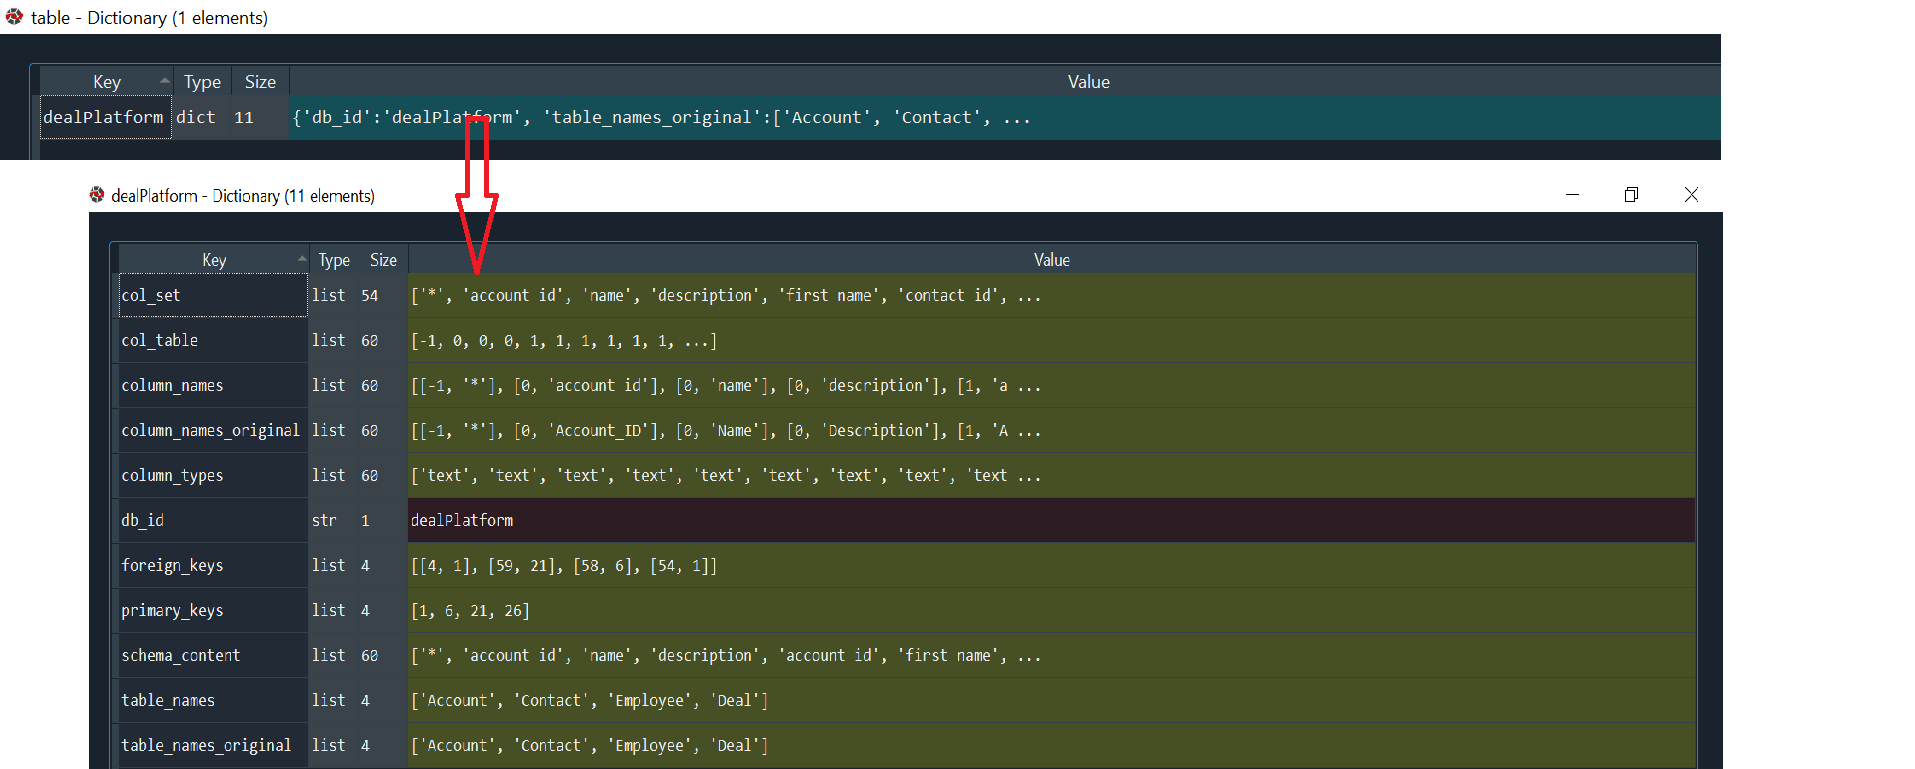 table - Dictionary (1 elements)
Key Type Size Value
dealPlatform dict 11 {'db_id':'dealPlatform', 'table_names_original':['Account', 'Contact', ...
dealPlatform - Dictionary (11 elements)
Key Type Size Value
col_set list 54 ['*', 'account id', 'name', 'description', 'first name', 'contact id', ...
col_table list 60 [-1, 0, 0, 0, 1, 1, 1, 1, 1, 1, ...]
column_names list 60 [[-1, '*'], [0, 'account id'], [0, 'name'], [0, 'description'], [1, 'a ...
column_names_original list 60 [[-1, '*'], [0, 'Account_ID'], [0, 'Name'], [0, 'Description'], [1, 'A ...
column_types list 60 ['text', 'text', 'text', 'text', 'text', 'text', 'text', 'text', 'text ...
db_id str 1 dealPlatform
foreign_keys list 4 [[4, 1], [59, 21], [58, 6], [54, 1]]
primary_keys list 4 [1, 6, 21, 26]
schema_content list 60 ['*', 'account id', 'name', 'description', 'account id', 'first name', ...
table_names list 4 ['Account', 'Contact', 'Employee', 'Deal']
table_names_original list 4 ['Account', 'Contact', 'Employee', 'Deal']